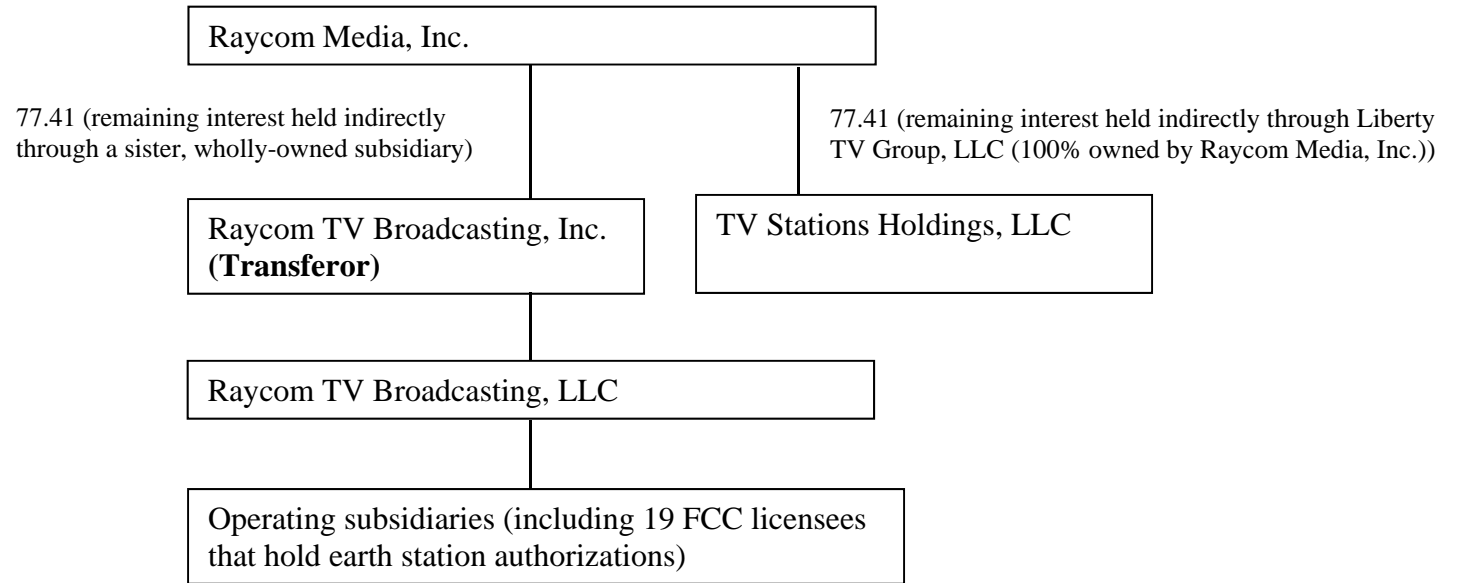 Raycom Media, Inc.
77.41 (remaining interest held indirectly
through a sister, wholly-owned subsidiary)
77.41 (remaining interest held indirectly through Liberty
TV Group, LLC (100% owned by Raycom Media, Inc.))
Raycom TV Broadcasting, Inc.
(Transferor)
TV Stations Holdings, LLC
Raycom TV Broadcasting, LLC
Operating subsidiaries (including 19 FCC licensees
that hold earth station authorizations)